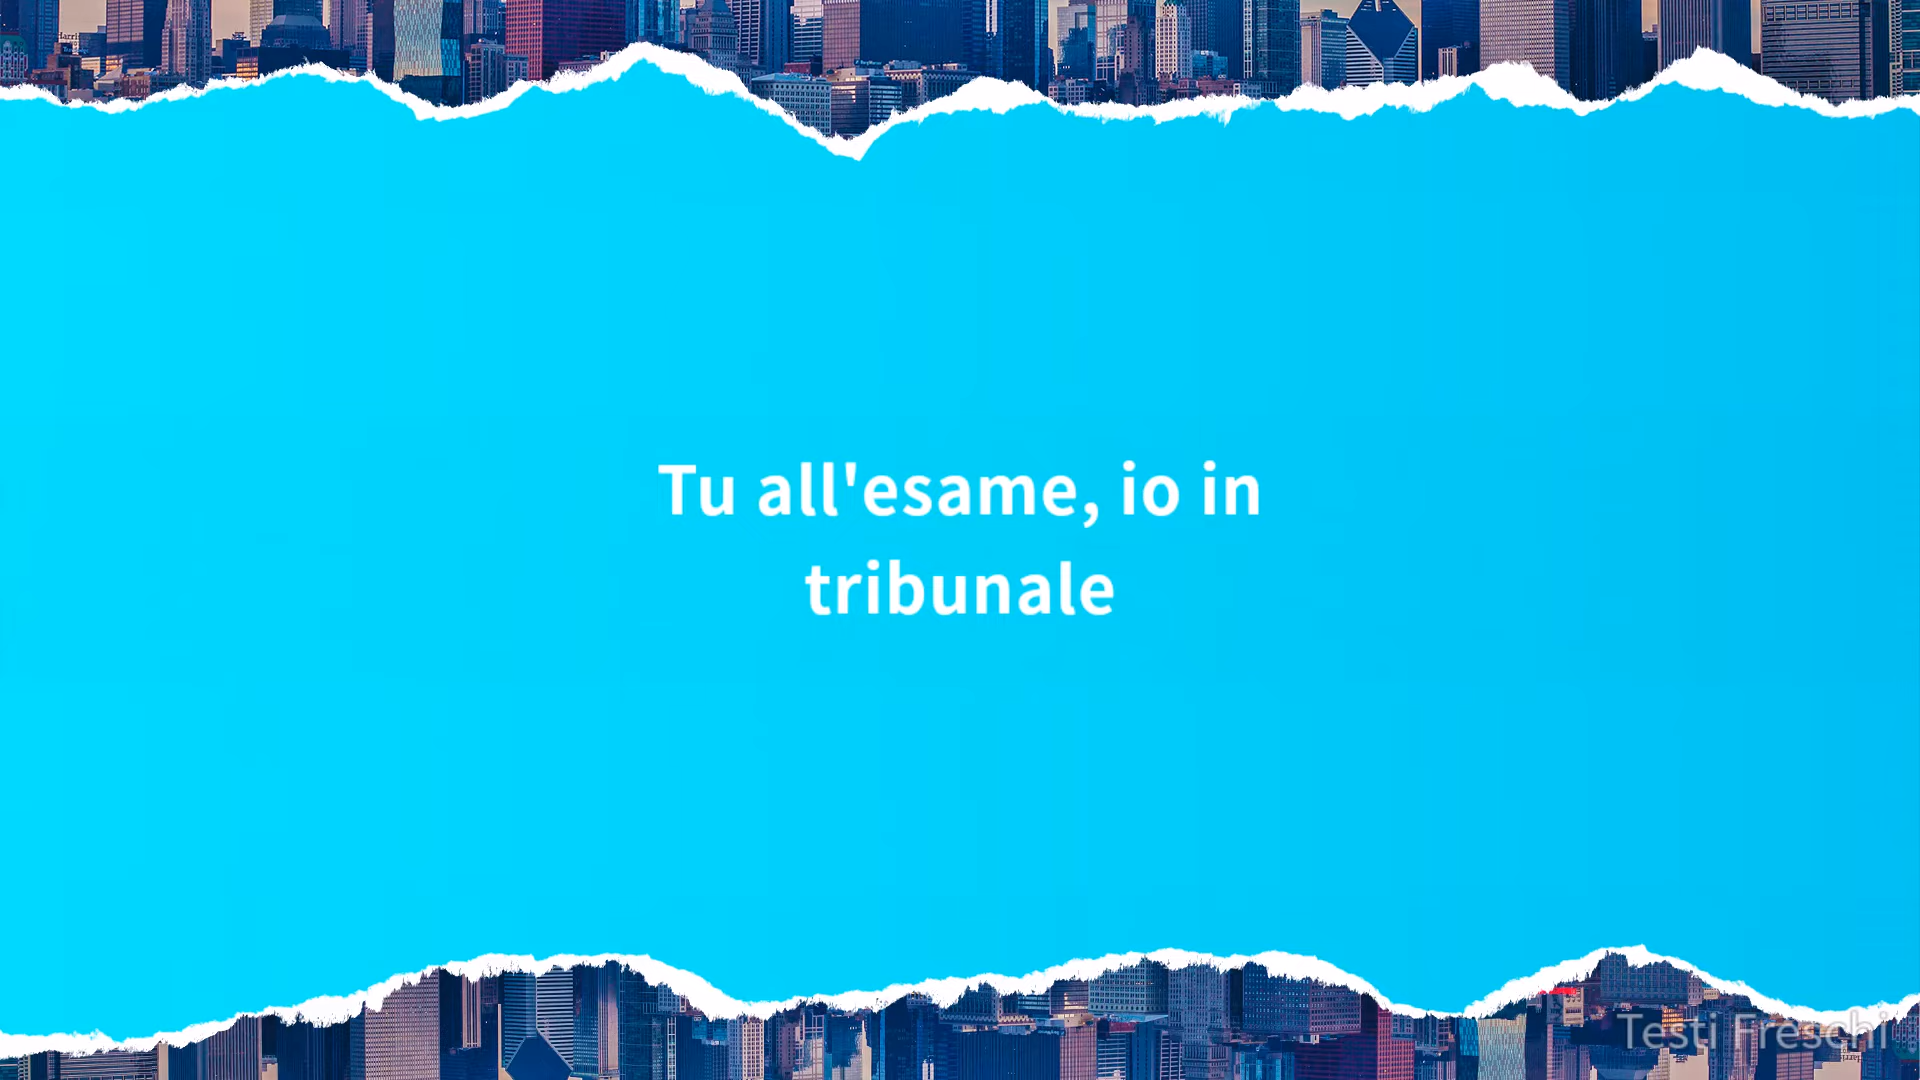 Tu all'esame, io in
tribunale
Testi Freschi